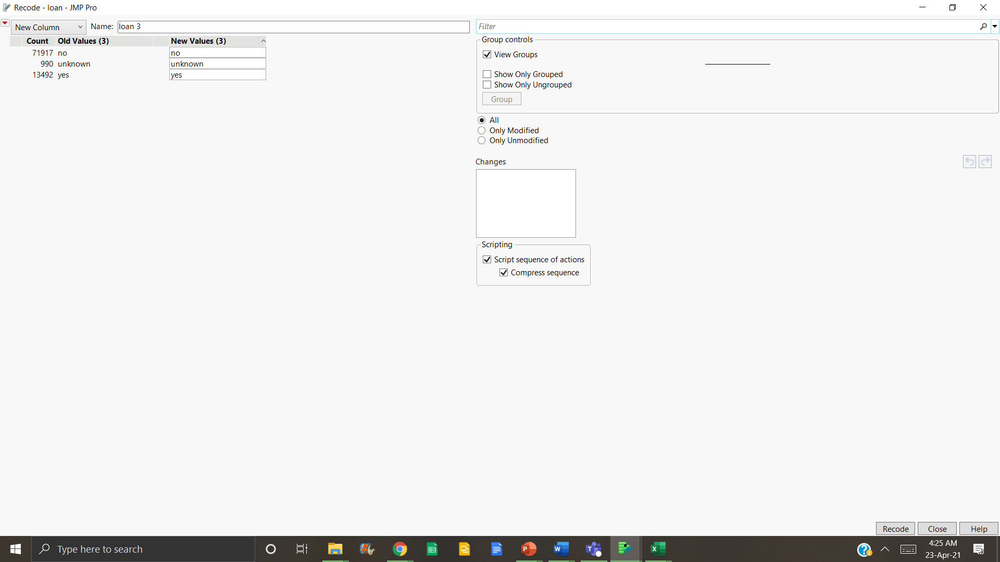 Recode - loan - JMP Pro
New Column Name: loan 3
Filter
Count Old Values (3) New Values (3)
71917 no no
990 unknown unknown
13492 yes yes
Group controls
View Groups
Show Only Grouped
Show Only Ungrouped
Group
All
Only Modified
Only Unmodified
Changes
Scripting
Script sequence of actions
Compress sequence
Recode Close Help
Type here to search
4:25 AM
23-Apr-21